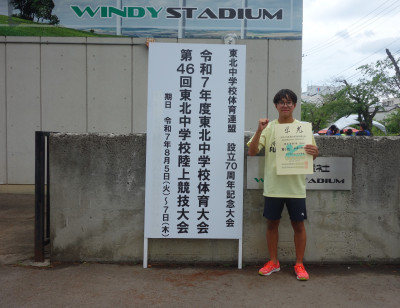 WINDY STADIUM
東北中学校体育連盟 設立70周年記念大会
令和7年度東北中学校体育大会
第46回東北中学校陸上競技大会
期日 令和7年8月5日(火)~7日(木)
賞状
STADIUM